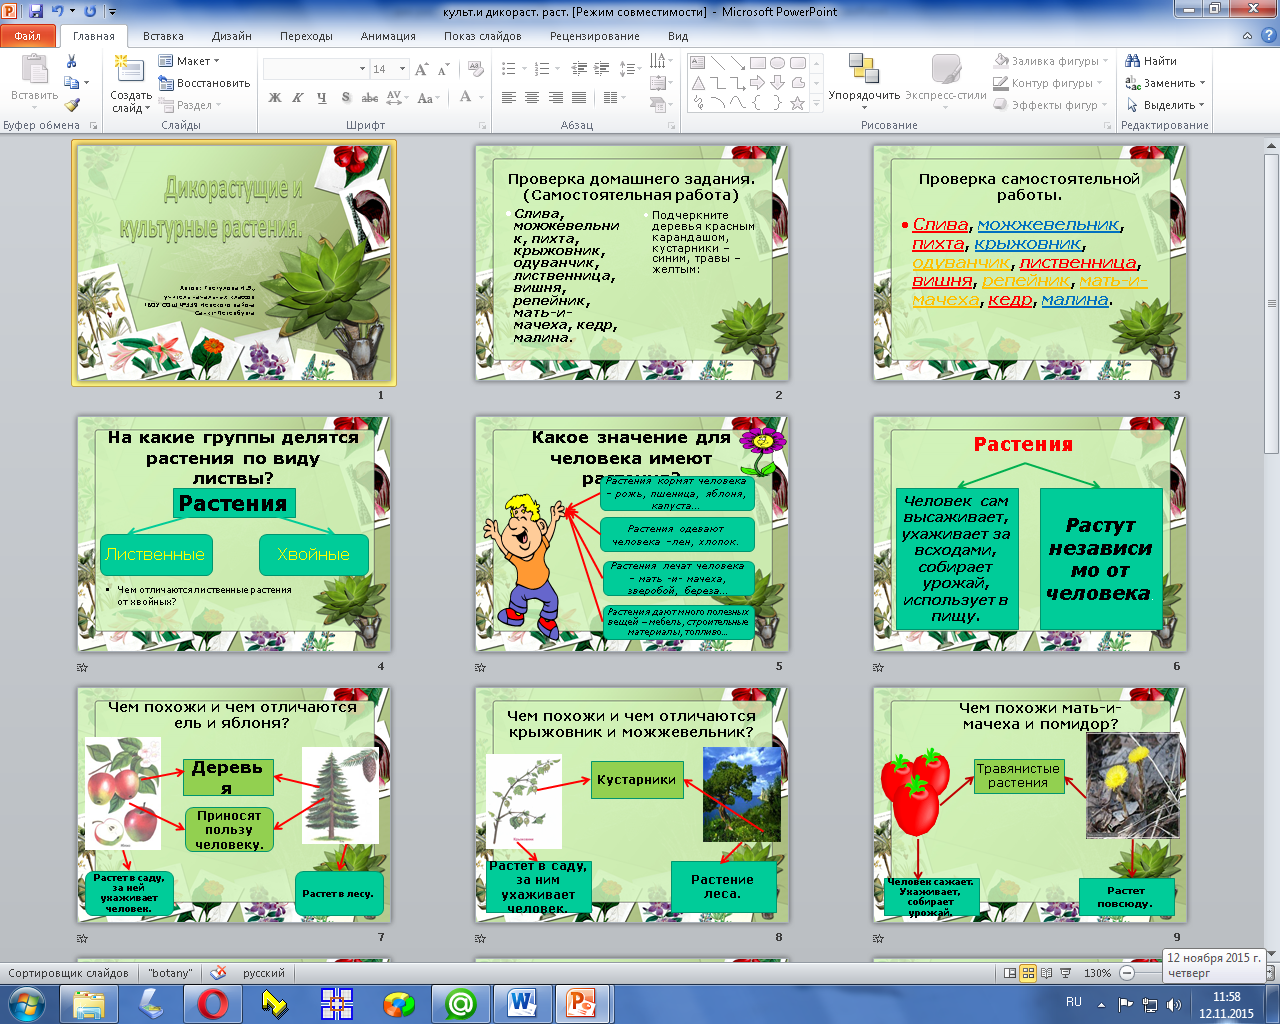 культ.и дикораст. раст. [Режим совместимости] - Microsoft PowerPoint
Файл Главная Вставка Дизайн Переходы Анимация Показ слайдов Рецензирование Вид
Вставить
Буфер обмена
Создать слайд
Макет
Восстановить
Раздел
Слайды
14
Ж К Ч S abc AV Aa A
Шрифт
Абзац
Упорядочить
Экспресс-стили
Заливка фигуры
Контур фигуры
Эффекты фигур
Рисование
Найти
Заменить
Выделить
Редактирование
Дикорастущие и
культурные растения.
1
Проверка домашнего задания.
(Самостоятельная работа)
Слива,
можжевельни
к, пихта,
крыжовник,
одуванчик,
лиственница,
вишня,
репейник,
мать-и-
мачеха, кедр,
малина.
Подчеркните
деревья красным
карандашом,
кустарники –
синим, травы –
желтым:
2
Проверка самостоятельной
работы.
Слива, можжевельник,
пихта, крыжовник,
одуванчик, лиственница,
вишня, репейник, мать-и-
мачеха, кедр, малина.
3
На какие группы делятся
растения по виду
листвы?
Растения
Лиственные
Хвойные
Чем отличаются лиственные растения
от хвойных?
4
Какое значение для
человека имеют
Растения кормят человека
– рожь, пшеница, яблоня,
капуста...
Растения одевают
человека –лен, хлопок.
Растения лечат человека
– мать -и- мачеха,
зверобой, береза...
Растения дают много полезных
вещей – мебель, строительные
материалы, топливо...
5
Растения
Человек сам
высаживает,
ухаживает за
всходами,
собирает
урожай,
использует в
пищу.
Растут
независи
мо от
человека
6
Чем похожи и чем отличаются
ель и яблоня?
Деревь
я
Приносят
пользу
человеку.
Растет в саду,
за ней
ухаживает
человек.
Растет в лесу.
7
Чем похожи и чем отличаются
крыжовник и можжевельник?
Кустарники
Растет в саду,
за ним
ухаживает
человек.
Растение
леса.
8
Чем похожи мать-и-
мачеха и помидор?
Травянистые
растения
Человек сажает.
Ухаживает,
собирает
урожай.
Растет
повсюду.
9
Сортировщик слайдов "botany" русский
130%
12 ноября 2015 г.
четверг
RU
11:58
12.11.2015